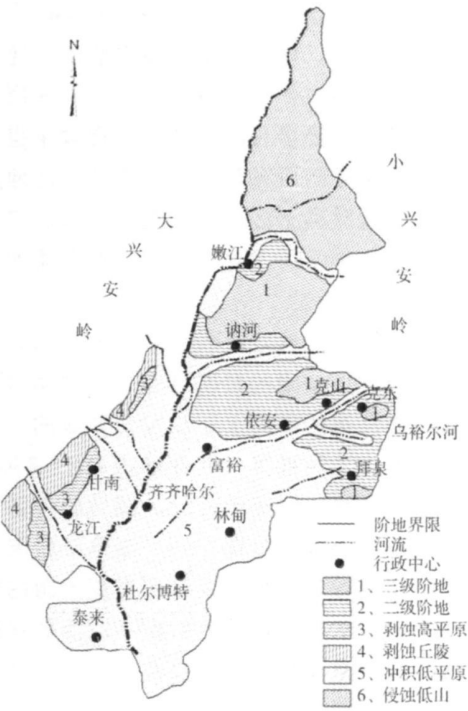 N
6
小
兴
安
岭
大
兴
安
岭
嫩江
2
1
讷河
3
4
2
1
克山
克东
1
依安
乌裕尔河
2
富裕
拜泉
1
4
甘南
3
4
3
龙江
齐齐哈尔
林甸
5
杜尔博特
泰来
阶地界限
河流
行政中心
1、三级阶地
2、二级阶地
3、剥蚀高平原
4、剥蚀丘陵
5、冲积低平原
6、侵蚀低山